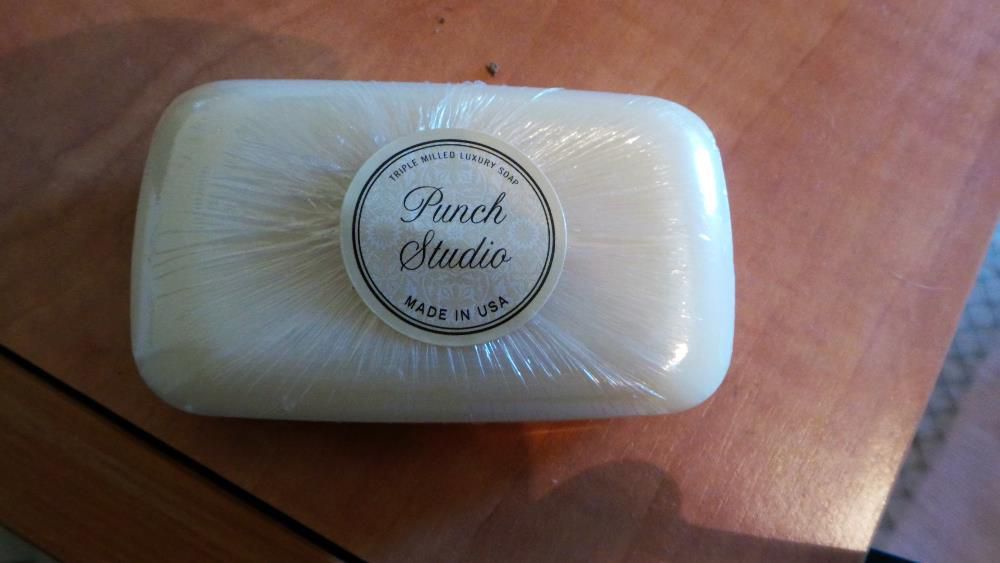 TRIPLE MILLED LUXURY SOAP
Punch
Studio
MADE IN USA